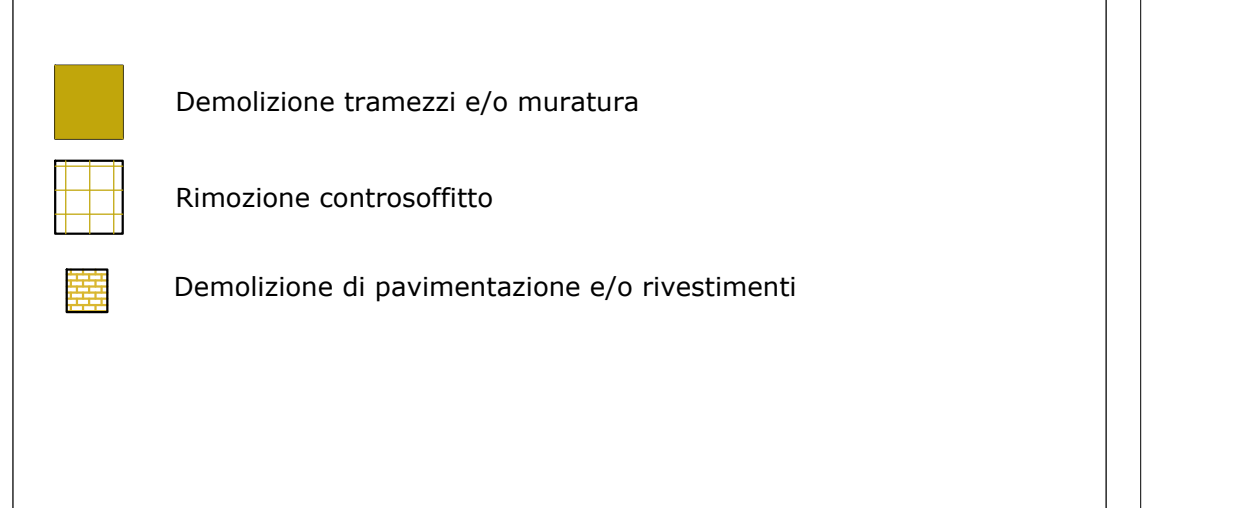 Demolizione tramezzi e/o muratura
Rimozione controsoffitto
Demolizione di pavimentazione e/o rivestimenti